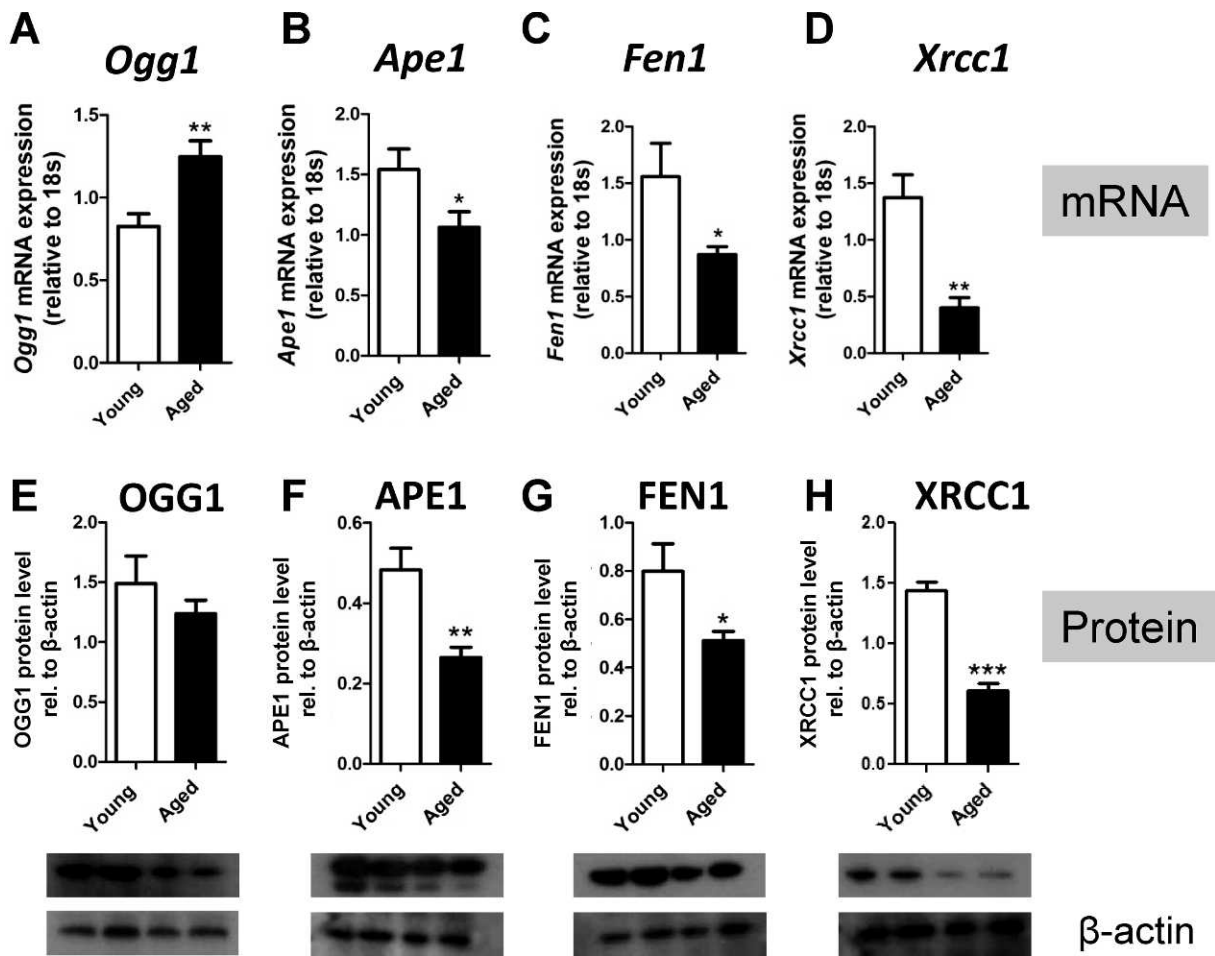 A
Ogg1
Ogg1 mRNA expression
(relative to 18s)
1.5
1.0
0.5
0.0
**
Young
Aged
B
Ape1
Ape1 mRNA expression
(relative to 18s)
2.0
1.5
1.0
1.5
0.0
*
Young
Aged
C
Fen1
Fen1 mRNA expression
(relative to 18s)
2.0
1.5
1.0
0.5
0.0
*
Young
Aged
D
Xrcc1
Xrcc1 mRNA expression
(relative to 18s)
2.0
1.5
1.0
0.5
0.0
**
Young
Aged
mRNA
E
OGG1
OGG1 protein level
rel. to β-actin
2.0
1.5
1.0
0.5
0.0
Young
Aged
F
APE1
APE1 protein level
rel. to β-actin
0.6
0.4
0.2
0.0
**
Young
Aged
G
FEN1
FEN1 protein level
rel. to β-actin
1.0
0.8
0.6
0.4
0.2
0.0
*
Young
Aged
H
XRCC1
XRCC1 protein level
rel. to β-actin
2.0
1.5
1.0
0.5
0.0
***
Young
Aged
Protein
β-actin